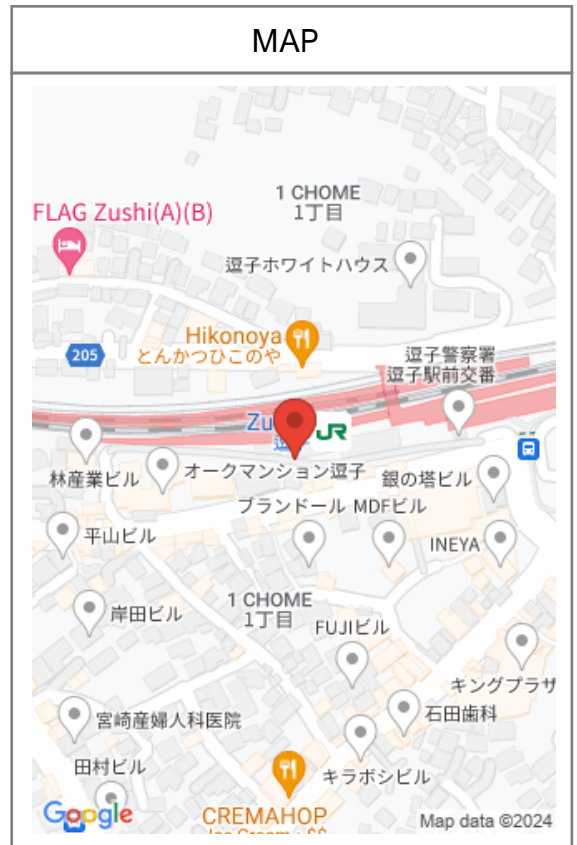 MAP
1 CHOME
1丁目
FLAG Zushi(A)(B)
逗子ホワイトハウス
Hikonoya
とんかつひこのや
205
逗子警察署
逗子駅前交番
JR
林産業ビル
オークマンション逗子
銀の塔ビル
ブランドール
MDFビル
平山ビル
INEYA
1 CHOME
1丁目
岸田ビル
FUJIビル
キングプラザ
宮崎産婦人科医院
石田歯科
田村ビル
キラボシビル
Google
CREMAHOP
Map data ©2024